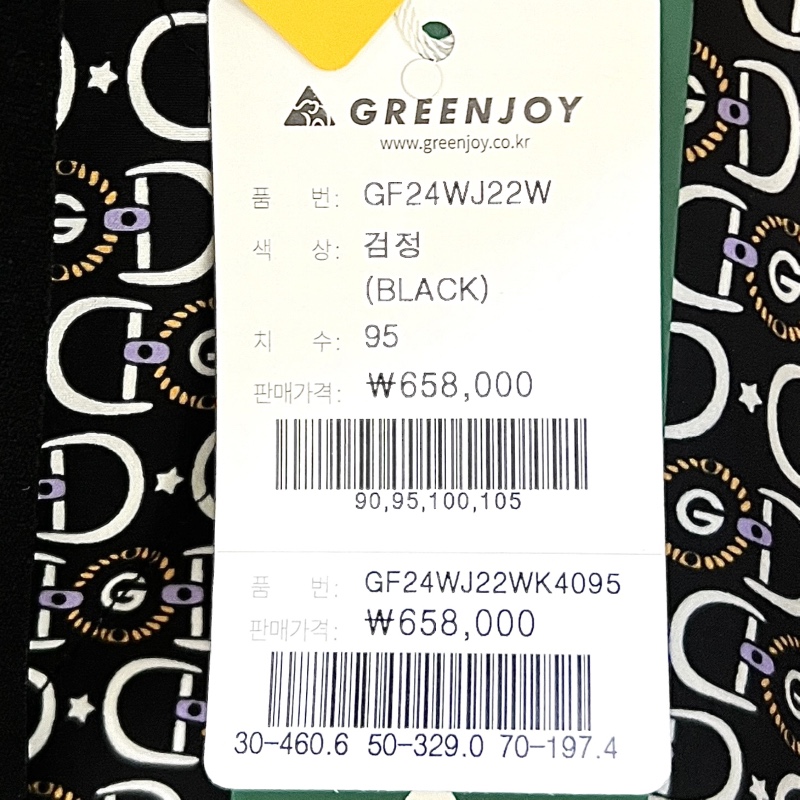 GREENJOY
www.greenjoy.co.kr
품 번: GF24WJ22W
색 상: 검정
(BLACK)
치 수: 95
판매가격: ₩658,000
90,95,100,105
품 번: GF24WJ22WK4095
판매가격: ₩658,000
30-460.6 50-329.0 70-197.4